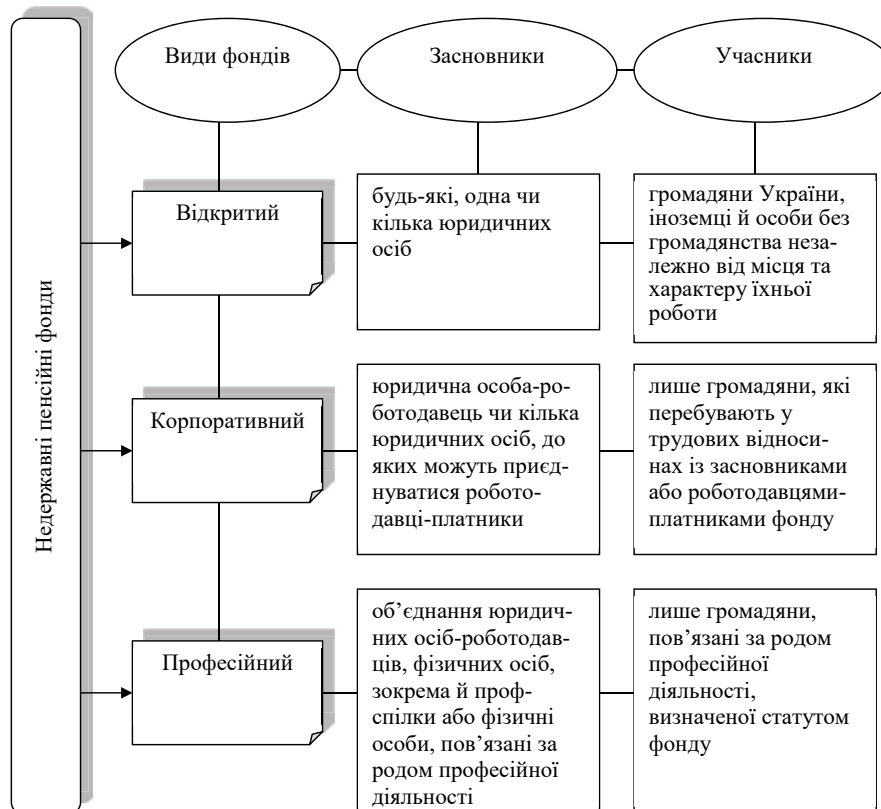 Недержавні пенсійні фонди
Види фондів
Засновники
Учасники
Відкритий
будь-які, одна чи
кілька юридичних
осіб
громадяни України,
іноземці й особи без
громадянства неза-
лежно від місця та
характеру їхньої
роботи
Корпоративний
юридична особа-ро-
ботодавець чи кілька
юридичних осіб, до
яких можуть приєд-
нуватися робото-
давці-платники
лише громадяни, які
перебувають у
трудових відноси-
нах із засновниками
або роботодавцями-
платниками фонду
Професійний
об’єднання юридич-
них осіб-роботодав-
ців, фізичних осіб,
зокрема й проф-
спілки або фізичні
особи, пов’язані за
родом професійної
діяльності
лише громадяни,
пов’язані за родом
професійної
діяльності,
визначеної статутом
фонду